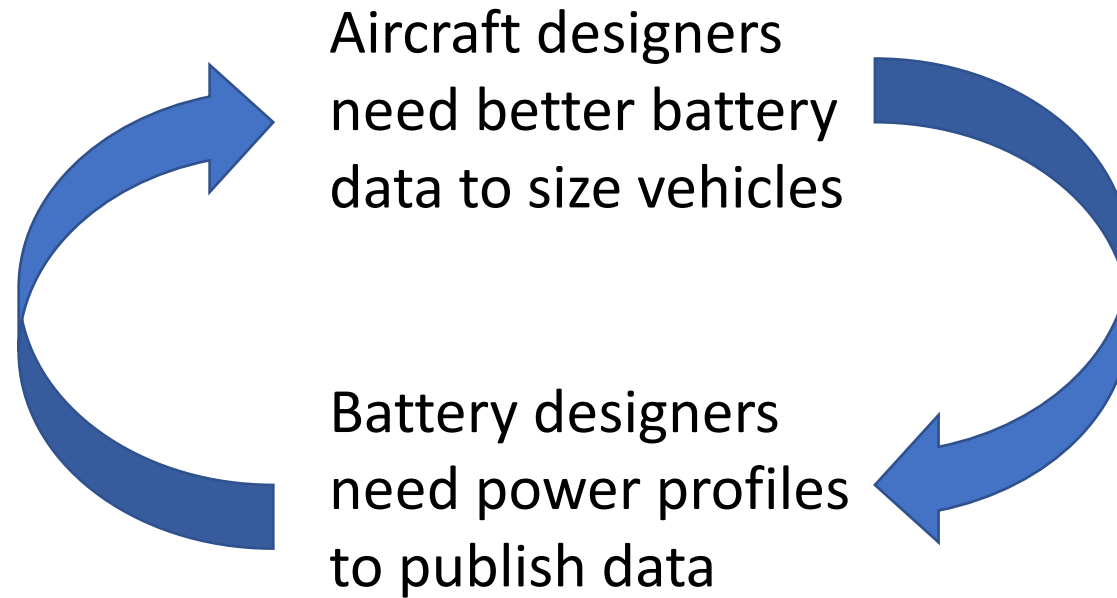 Aircraft designers
need better battery
data to size vehicles
Battery designers
need power profiles
to publish data